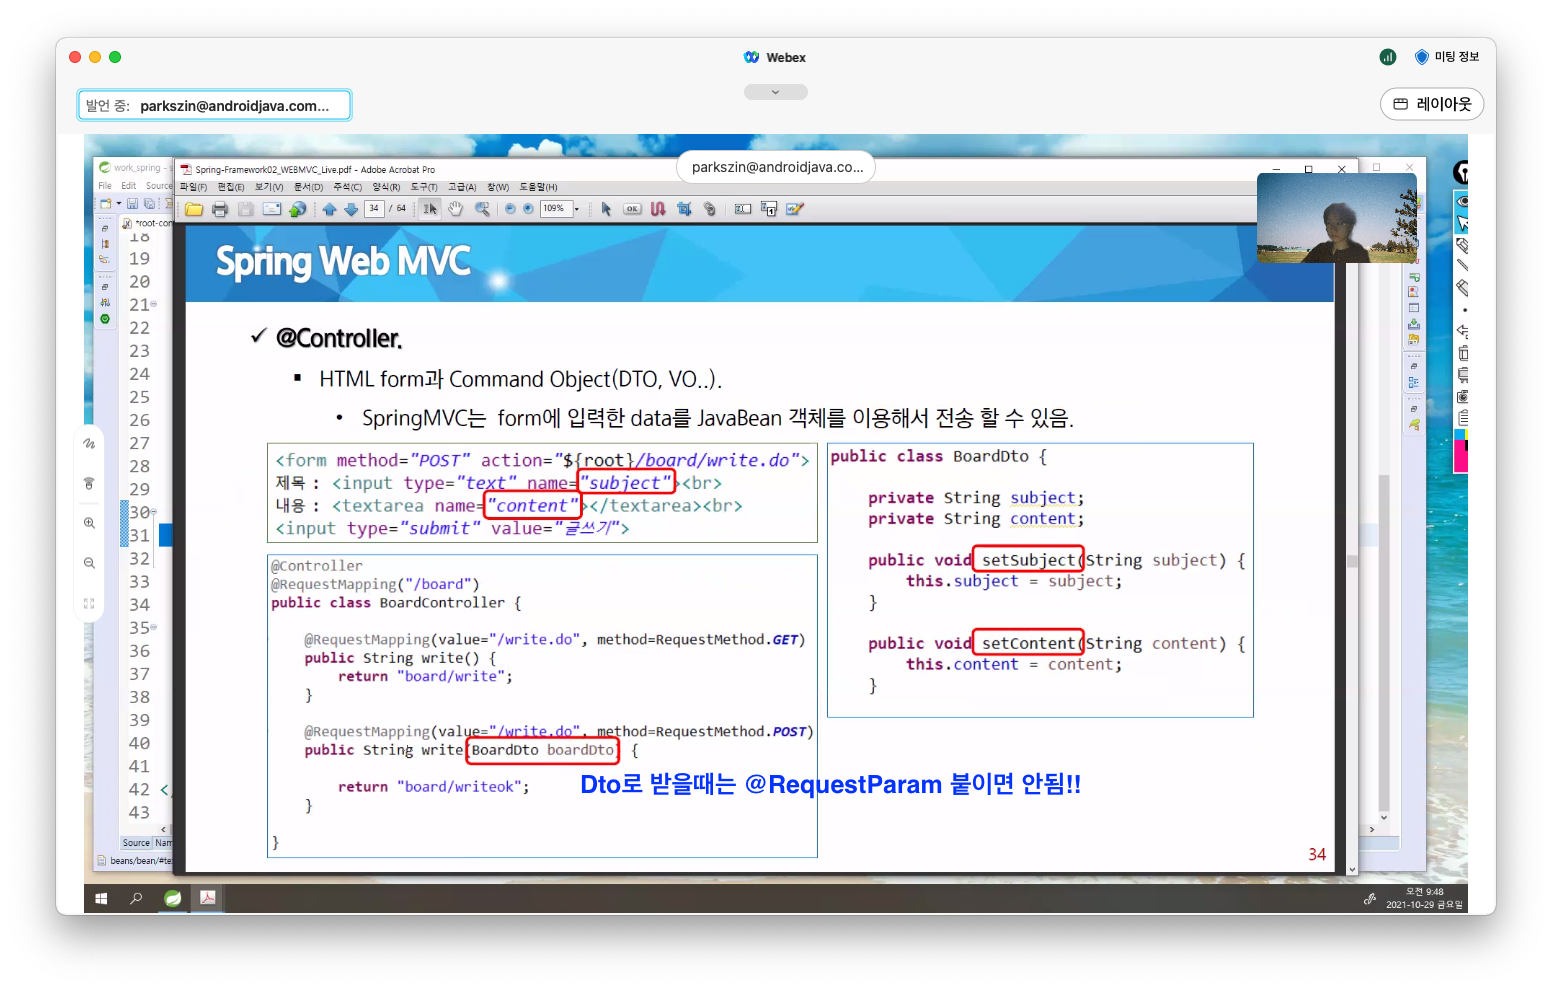 Webex
미팅 정보
발언 중: parkszin@androidjava.com...
레이아웃
work_spring - s
Spring-Framework02_WEBMVC_Live.pdf - Adobe Acrobat Pro
parkszin@androidjava.co...
File Edit Source
파일(F) 편집(E) 보기(V) 문서(D) 주석(C) 양식(R) 도구(T) 고급(A) 창(W) 도움말(H)
34 / 64
OK
109%
*root-con
18
19
20
21
22
23
24
25
26
27
28
29
30
31
32
33
34
35
36
37
38
39
40
41
42 </
43
Source Nam
beans/bean/#te
Spring Web MVC
✓ @Controller.
▪ HTML form과 Command Object(DTO, VO..).
• SpringMVC는 form에 입력한 data를 JavaBean 객체를 이용해서 전송 할 수 있음.
<form method="POST" action="${root}/board/write.do">
제목 : <input type="text" name="subject"><br>
내용 : <textarea name="content"></textarea><br>
<input type="submit" value="글쓰기">
@Controller
@RequestMapping("/board")
public class BoardController {
@RequestMapping(value="/write.do", method=RequestMethod.GET)
public String write() {
return "board/write";
}
@RequestMapping(value="/write.do", method=RequestMethod.POST)
public String write(BoardDto boardDto) {
return "board/writeok";
}
}
public class BoardDto {
private String subject;
private String content;
public void setSubject(String subject) {
this.subject = subject;
}
public void setContent(String content) {
this.content = content;
}
Dto로 받을때는 @RequestParam 붙이면 안됨!!
34
오전 9:48
2021-10-29 금요일